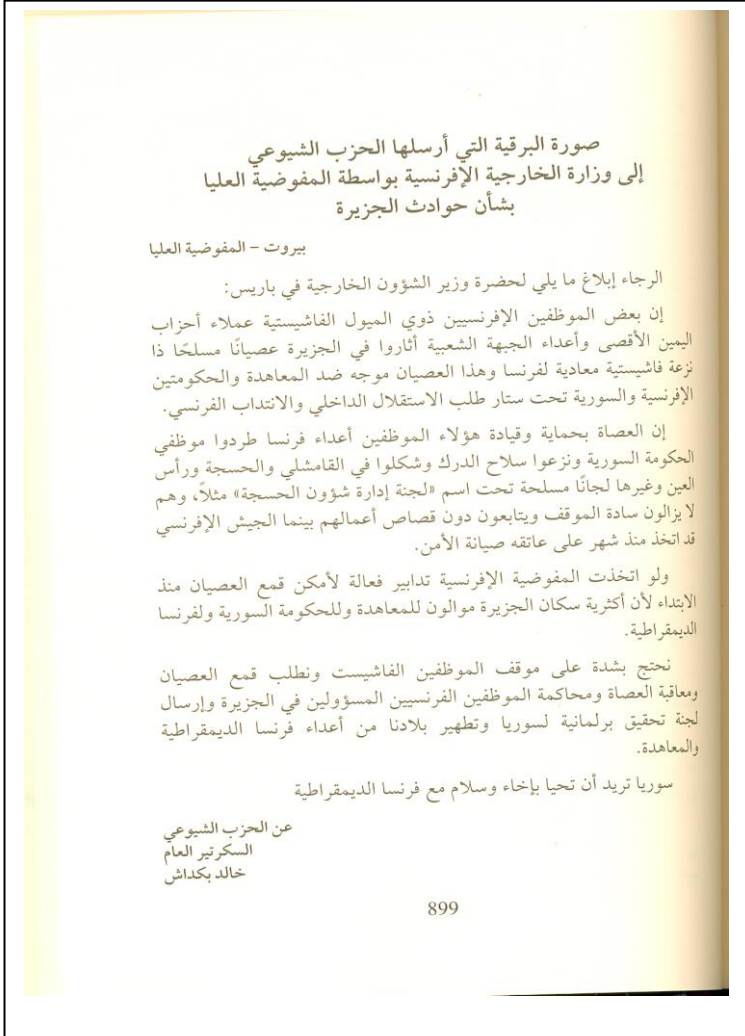 صورة البرقية التي أرسلها الحزب الشيوعي
إلى وزارة الخارجية الإفرنسية بواسطة المفوضية العليا
بشأن حوادث الجزيرة
بيروت – المفوضية العليا
الرجاء إبلاغ ما يلي لحضرة وزير الشؤون الخارجية في باريس:
إن بعض الموظفين الإفرنسيين ذوي الميول الفاشيستية عملاء أحزاب
اليمين الأقصى وأعداء الجبهة الشعبية أثاروا في الجزيرة عصيانًا مسلحًا ذا
نزعة فاشيستية معادية لفرنسا وهذا العصيان موجه ضد المعاهدة والحكومتين
الإفرنسية والسورية تحت ستار طلب الاستقلال الداخلي والانتداب الفرنسي.
إن العصاة بحماية وقيادة هؤلاء الموظفين أعداء فرنسا طردوا موظفي
الحكومة السورية ونزعوا سلاح الدرك وشكلوا في القامشلي والحسجة ورأس
العين وغيرها لجانًا مسلحة تحت اسم «لجنة إدارة شؤون الحسجة» مثلاً، وهم
لا يزالون سادة الموقف ويتابعون دون قصاص أعمالهم بينما الجيش الإفرنسي
قد اتخذ منذ شهر على عاتقه صيانة الأمن.
ولو اتخذت المفوضية الإفرنسية تدابير فعالة لأمكن قمع العصيان منذ
الابتداء لأن أكثرية سكان الجزيرة موالون للمعاهدة وللحكومة السورية ولفرنسا
الديمقراطية.
نحتج بشدة على موقف الموظفين الفاشيست ونطلب قمع العصيان
ومعاقبة العصاة ومحاكمة الموظفين الفرنسيين المسؤولين في الجزيرة وإرسال
لجنة تحقيق برلمانية لسوريا وتطهير بلادنا من أعداء فرنسا الديمقراطية
والمعاهدة.
سوريا تريد أن تحيا بإخاء وسلام مع فرنسا الديمقراطية
عن الحزب الشيوعي
السكرتير العام
خالد بكداش
899